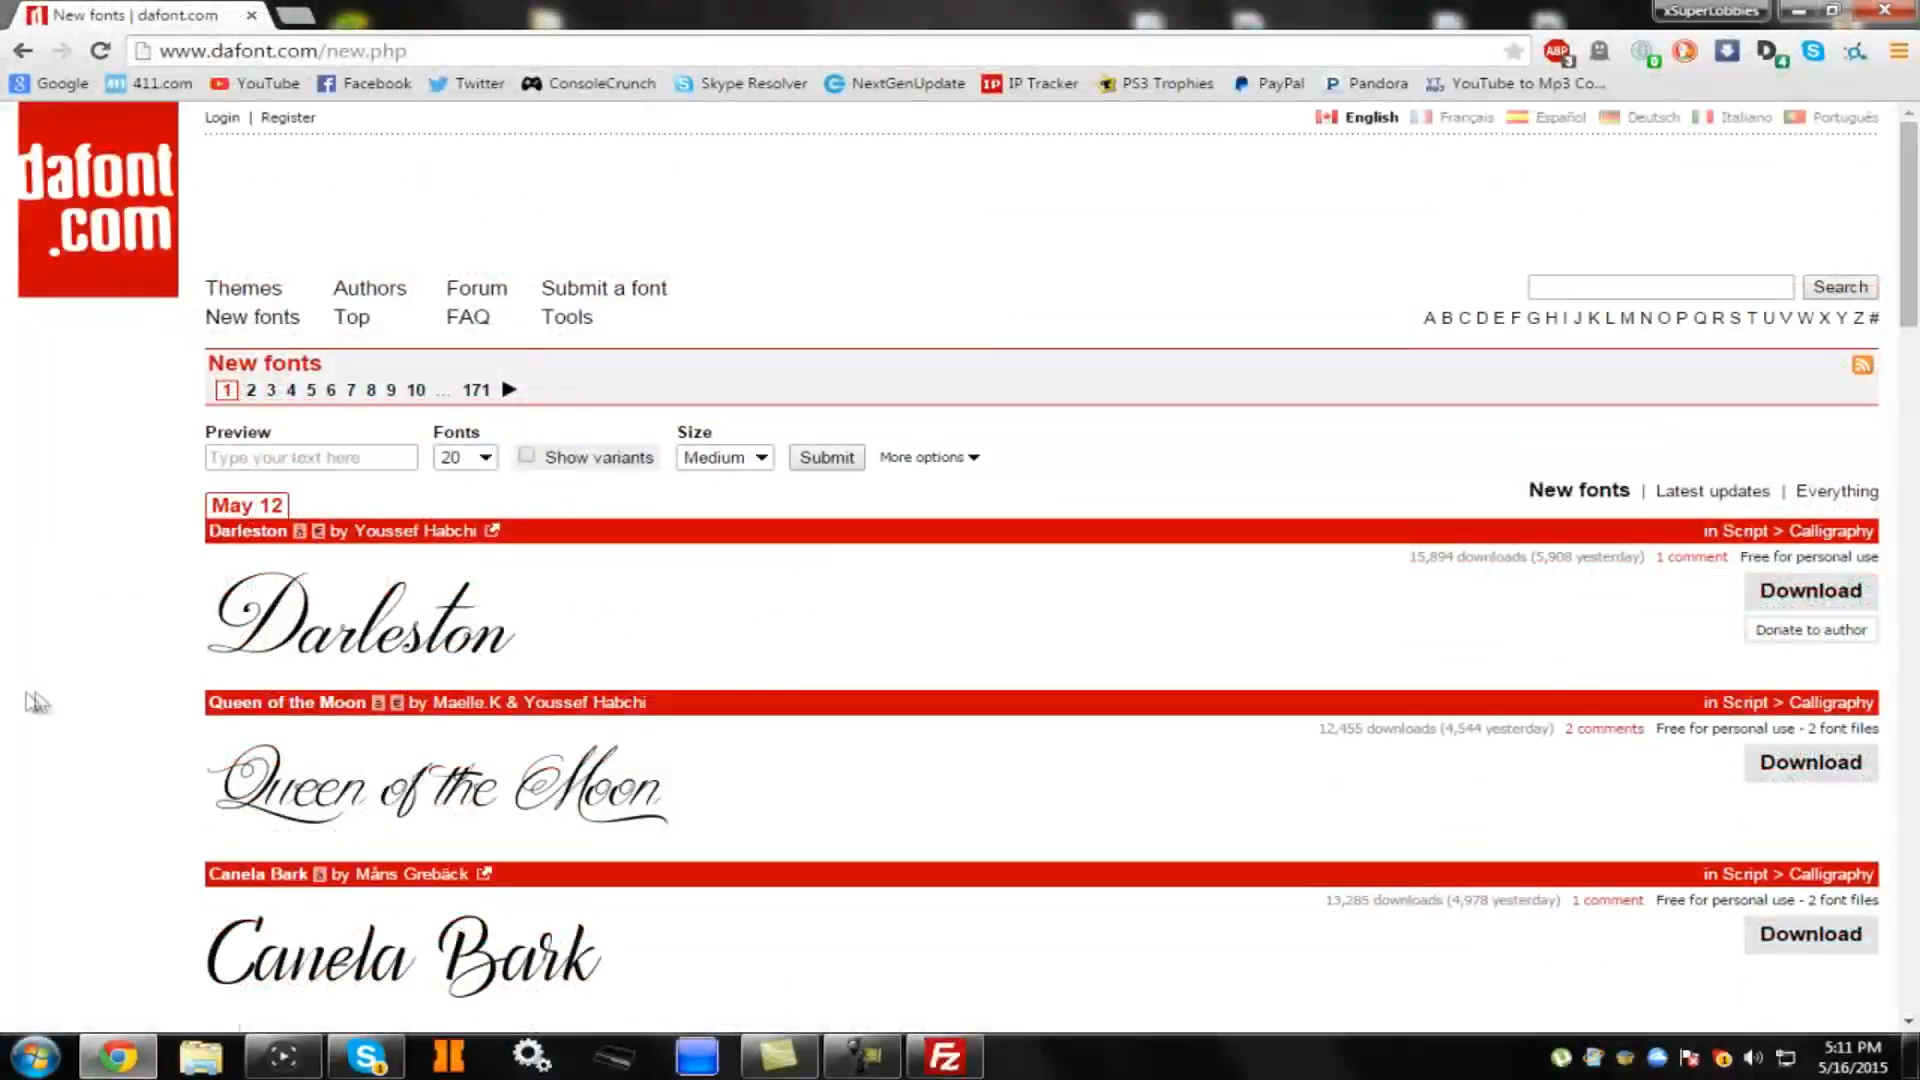 New fonts | dafont.com
xSuperLobbies
www.dafont.com/new.php
Google 411.com YouTube Facebook Twitter ConsoleCrunch Skype Resolver NextGenUpdate IP Tracker PS3 Trophies PayPal Pandora YouTube to Mp3 Co...
dafont
.com
Login | Register
English Français Español Deutsch Italiano Português
Themes Authors Forum Submit a font
Search
New fonts Top FAQ Tools
A B C D E F G H I J K L M N O P Q R S T U V W X Y Z #
New fonts
1 2 3 4 5 6 7 8 9 10 ... 171
Preview Fonts Size
Type your text here 20 Show variants Medium Submit More options
New fonts | Latest updates | Everything
May 12
Darleston à € by Youssef Habchi in Script > Calligraphy
15,894 downloads (5,908 yesterday) 1 comment Free for personal use
Darleston
Download
Donate to author
Queen of the Moon à € by Maelle.K & Youssef Habchi in Script > Calligraphy
12,455 downloads (4,544 yesterday) 2 comments Free for personal use - 2 font files
Queen of the Moon
Download
Canela Bark à by Måns Grebäck in Script > Calligraphy
13,285 downloads (4,978 yesterday) 1 comment Free for personal use - 2 font files
Canela Bark
Download
5:11 PM
5/16/2015